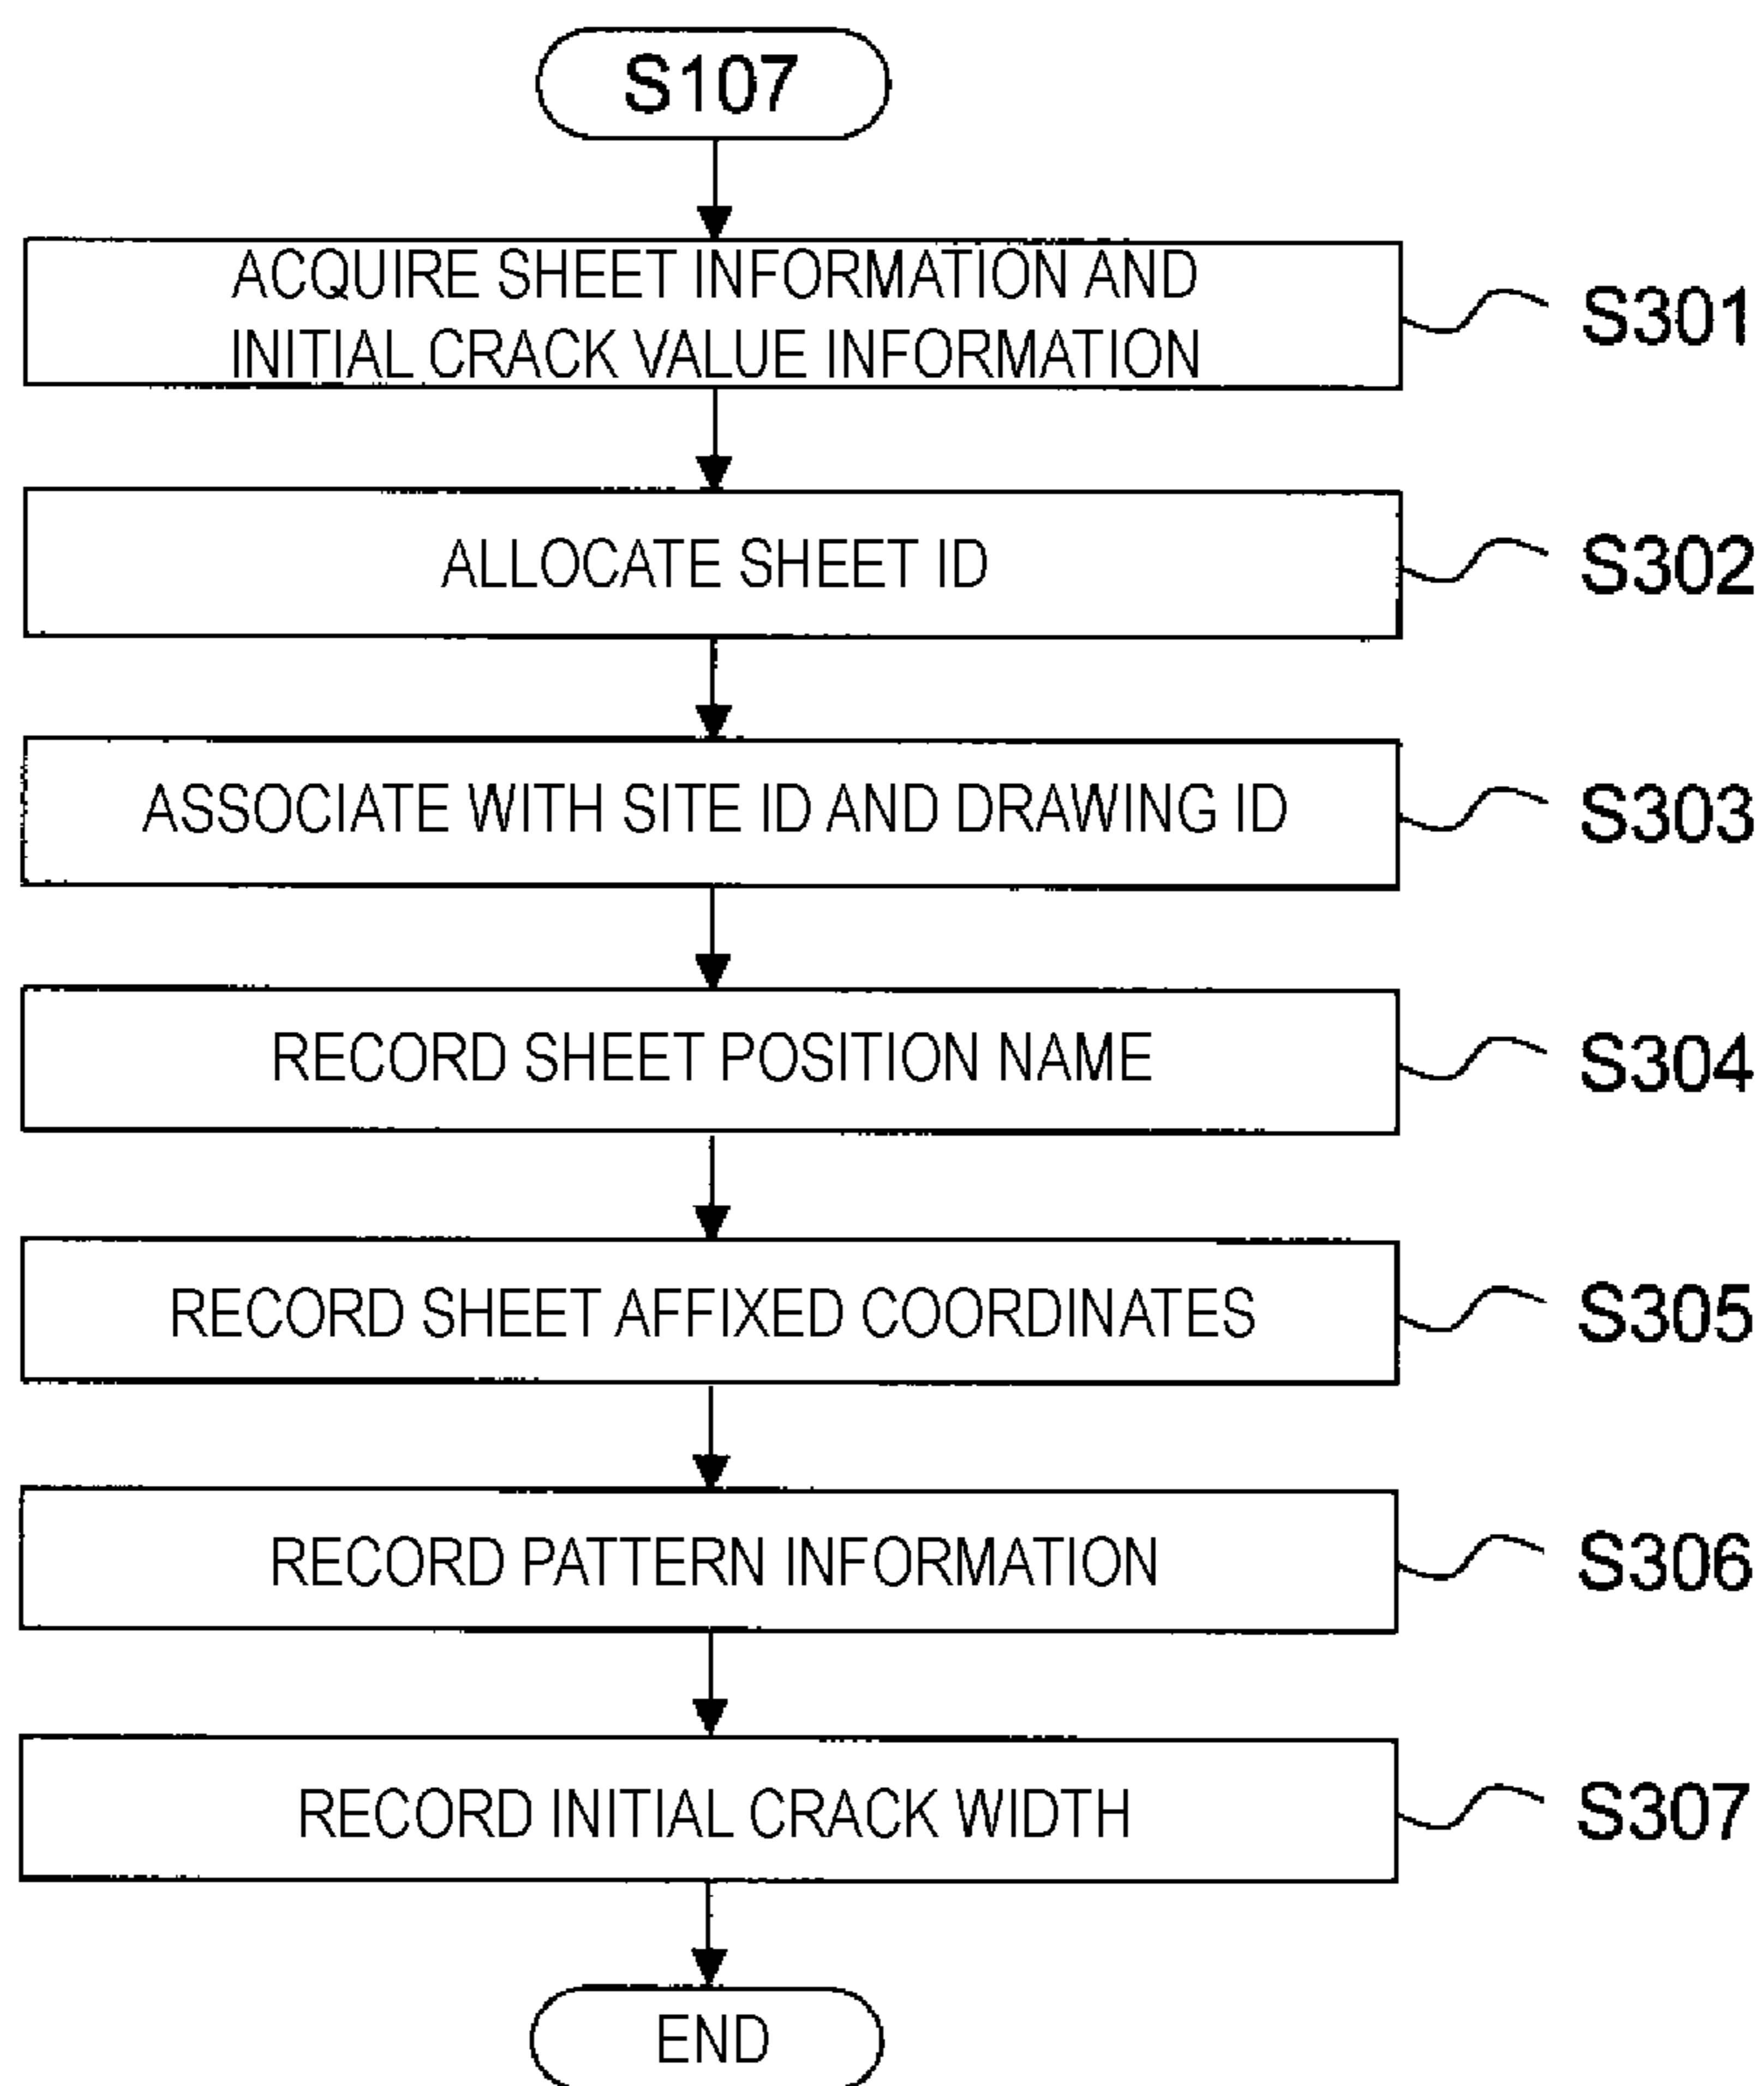 S107
ACQUIRE SHEET INFORMATION AND
INITIAL CRACK VALUE INFORMATION
S301
ALLOCATE SHEET ID
S302
ASSOCIATE WITH SITE ID AND DRAWING ID
S303
RECORD SHEET POSITION NAME
S304
RECORD SHEET AFFIXED COORDINATES
S305
RECORD PATTERN INFORMATION
S306
RECORD INITIAL CRACK WIDTH
S307
END